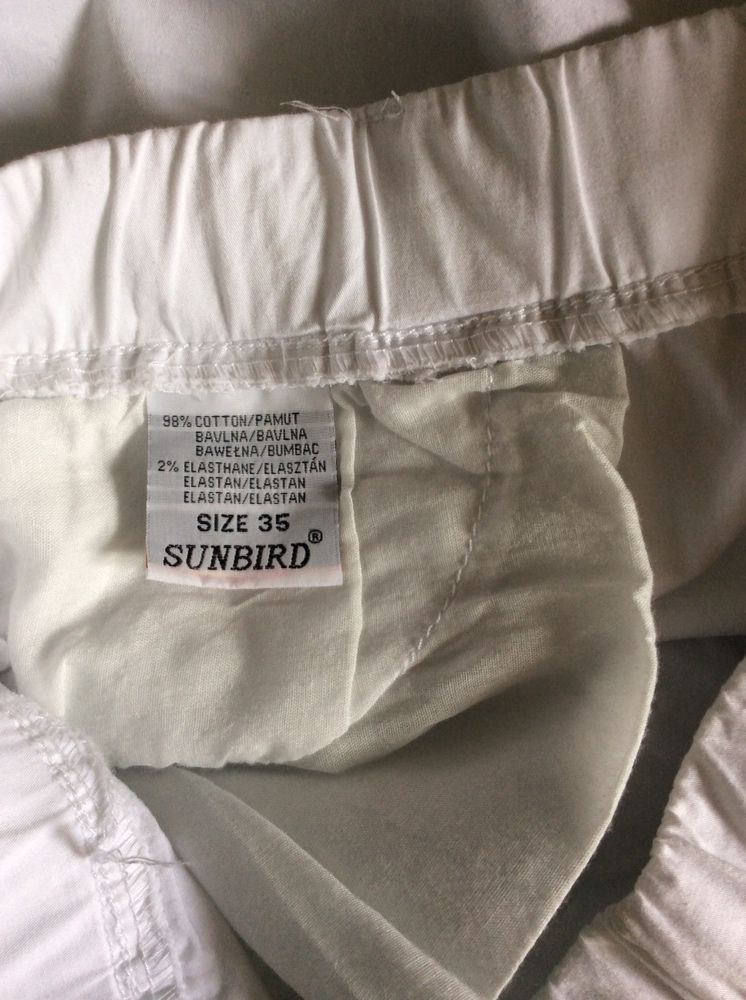 98% COTTON/PAMUT
BAVLNA/BAVLNA
BAWEŁNA/BUMBAC
2% ELASTHANE/ELASZTÁN
ELASTAN/ELASTAN
ELASTAN/ELASTAN
SIZE 35
SUNBIRD®